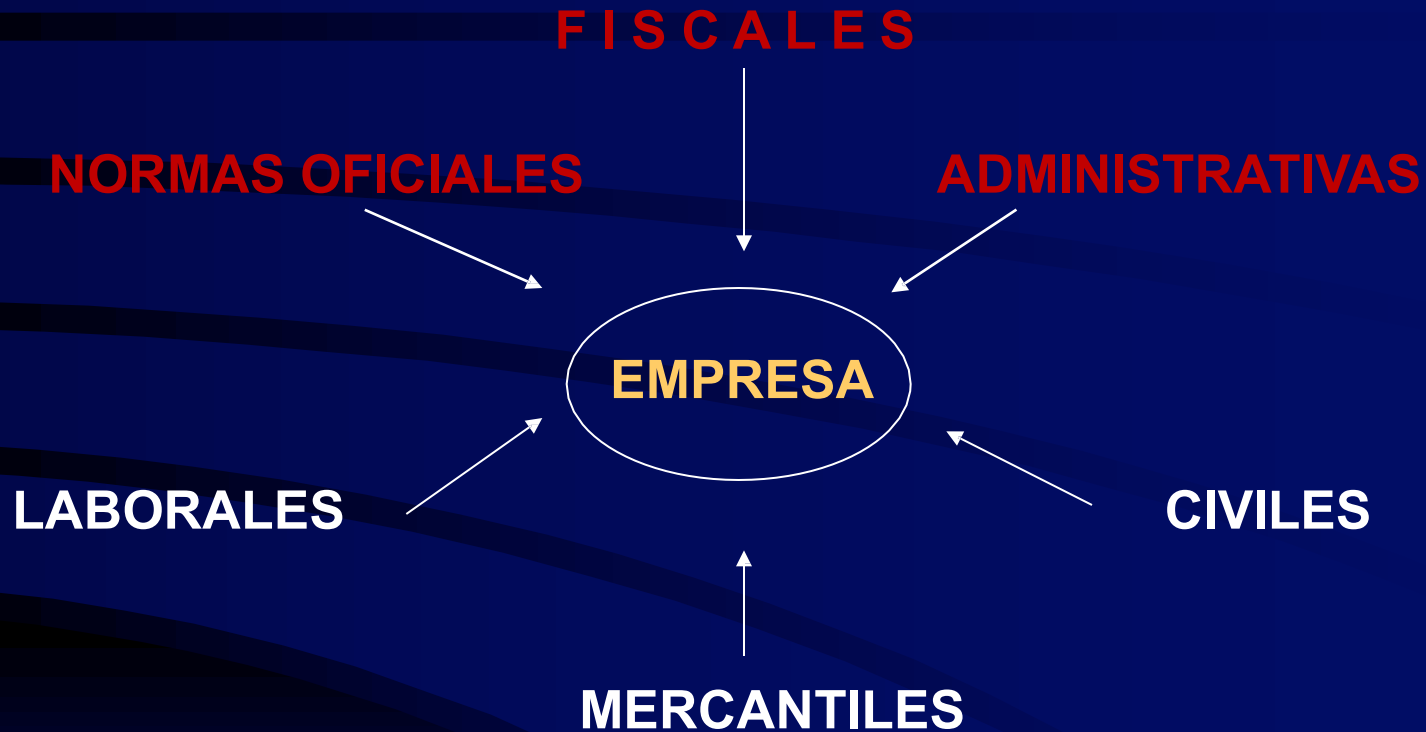 F I S C A L E S
NORMAS OFICIALES
ADMINISTRATIVAS
EMPRESA
LABORALES
CIVILES
MERCANTILES